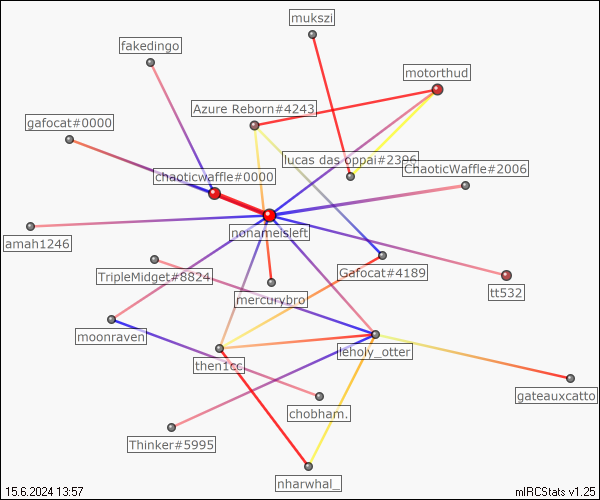 mukszi
fakedingo
motorthud
Azure Reborn#4243
gafocat#0000
lucas das oppai#2396
ChaoticWaffle#2006
chaoticwaffle#0000
nonameisleft
amah1246
Gafocat#4189
TripleMidget#8824
tt532
mercurybro
moonraven
leholy_otter
then1cc
gateauxcatto
chobham.
Thinker#5995
nharwhal_
15.6.2024 13:57
mIRCStats v1.25